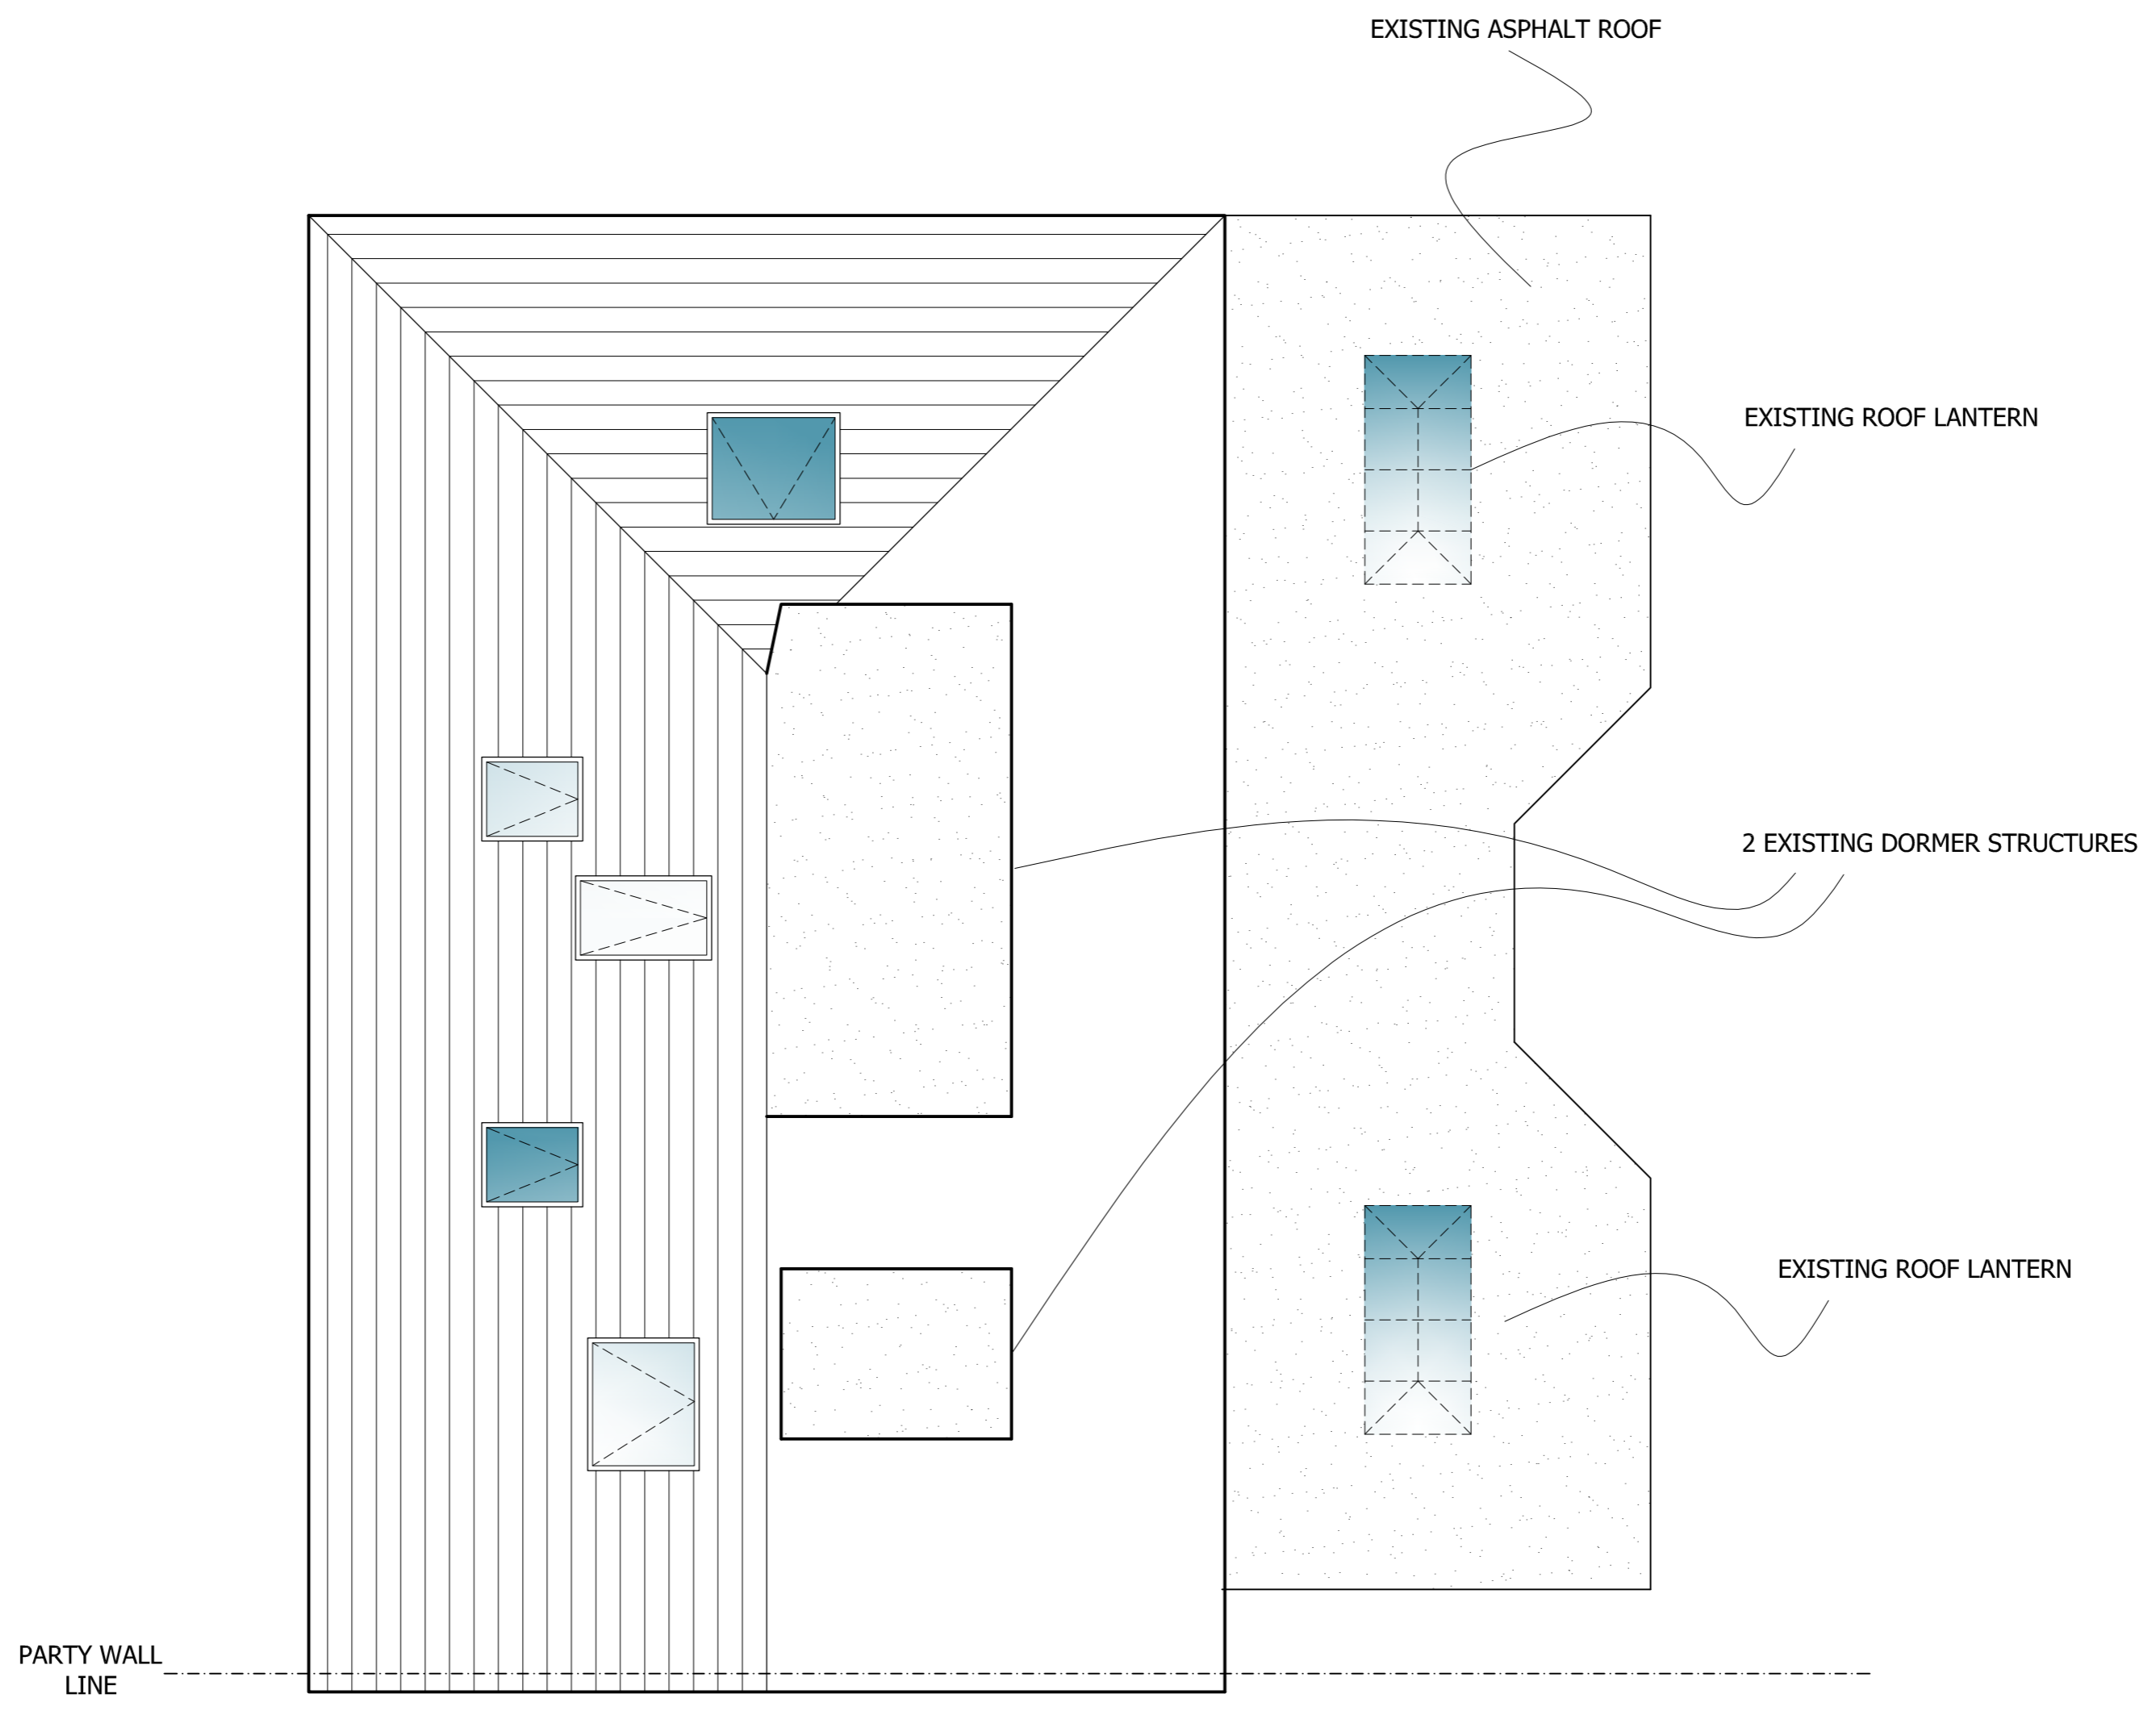 EXISTING ASPHALT ROOF
EXISTING ROOF LANTERN
2 EXISTING DORMER STRUCTURES
EXISTING ROOF LANTERN
PARTY WALL
LINE